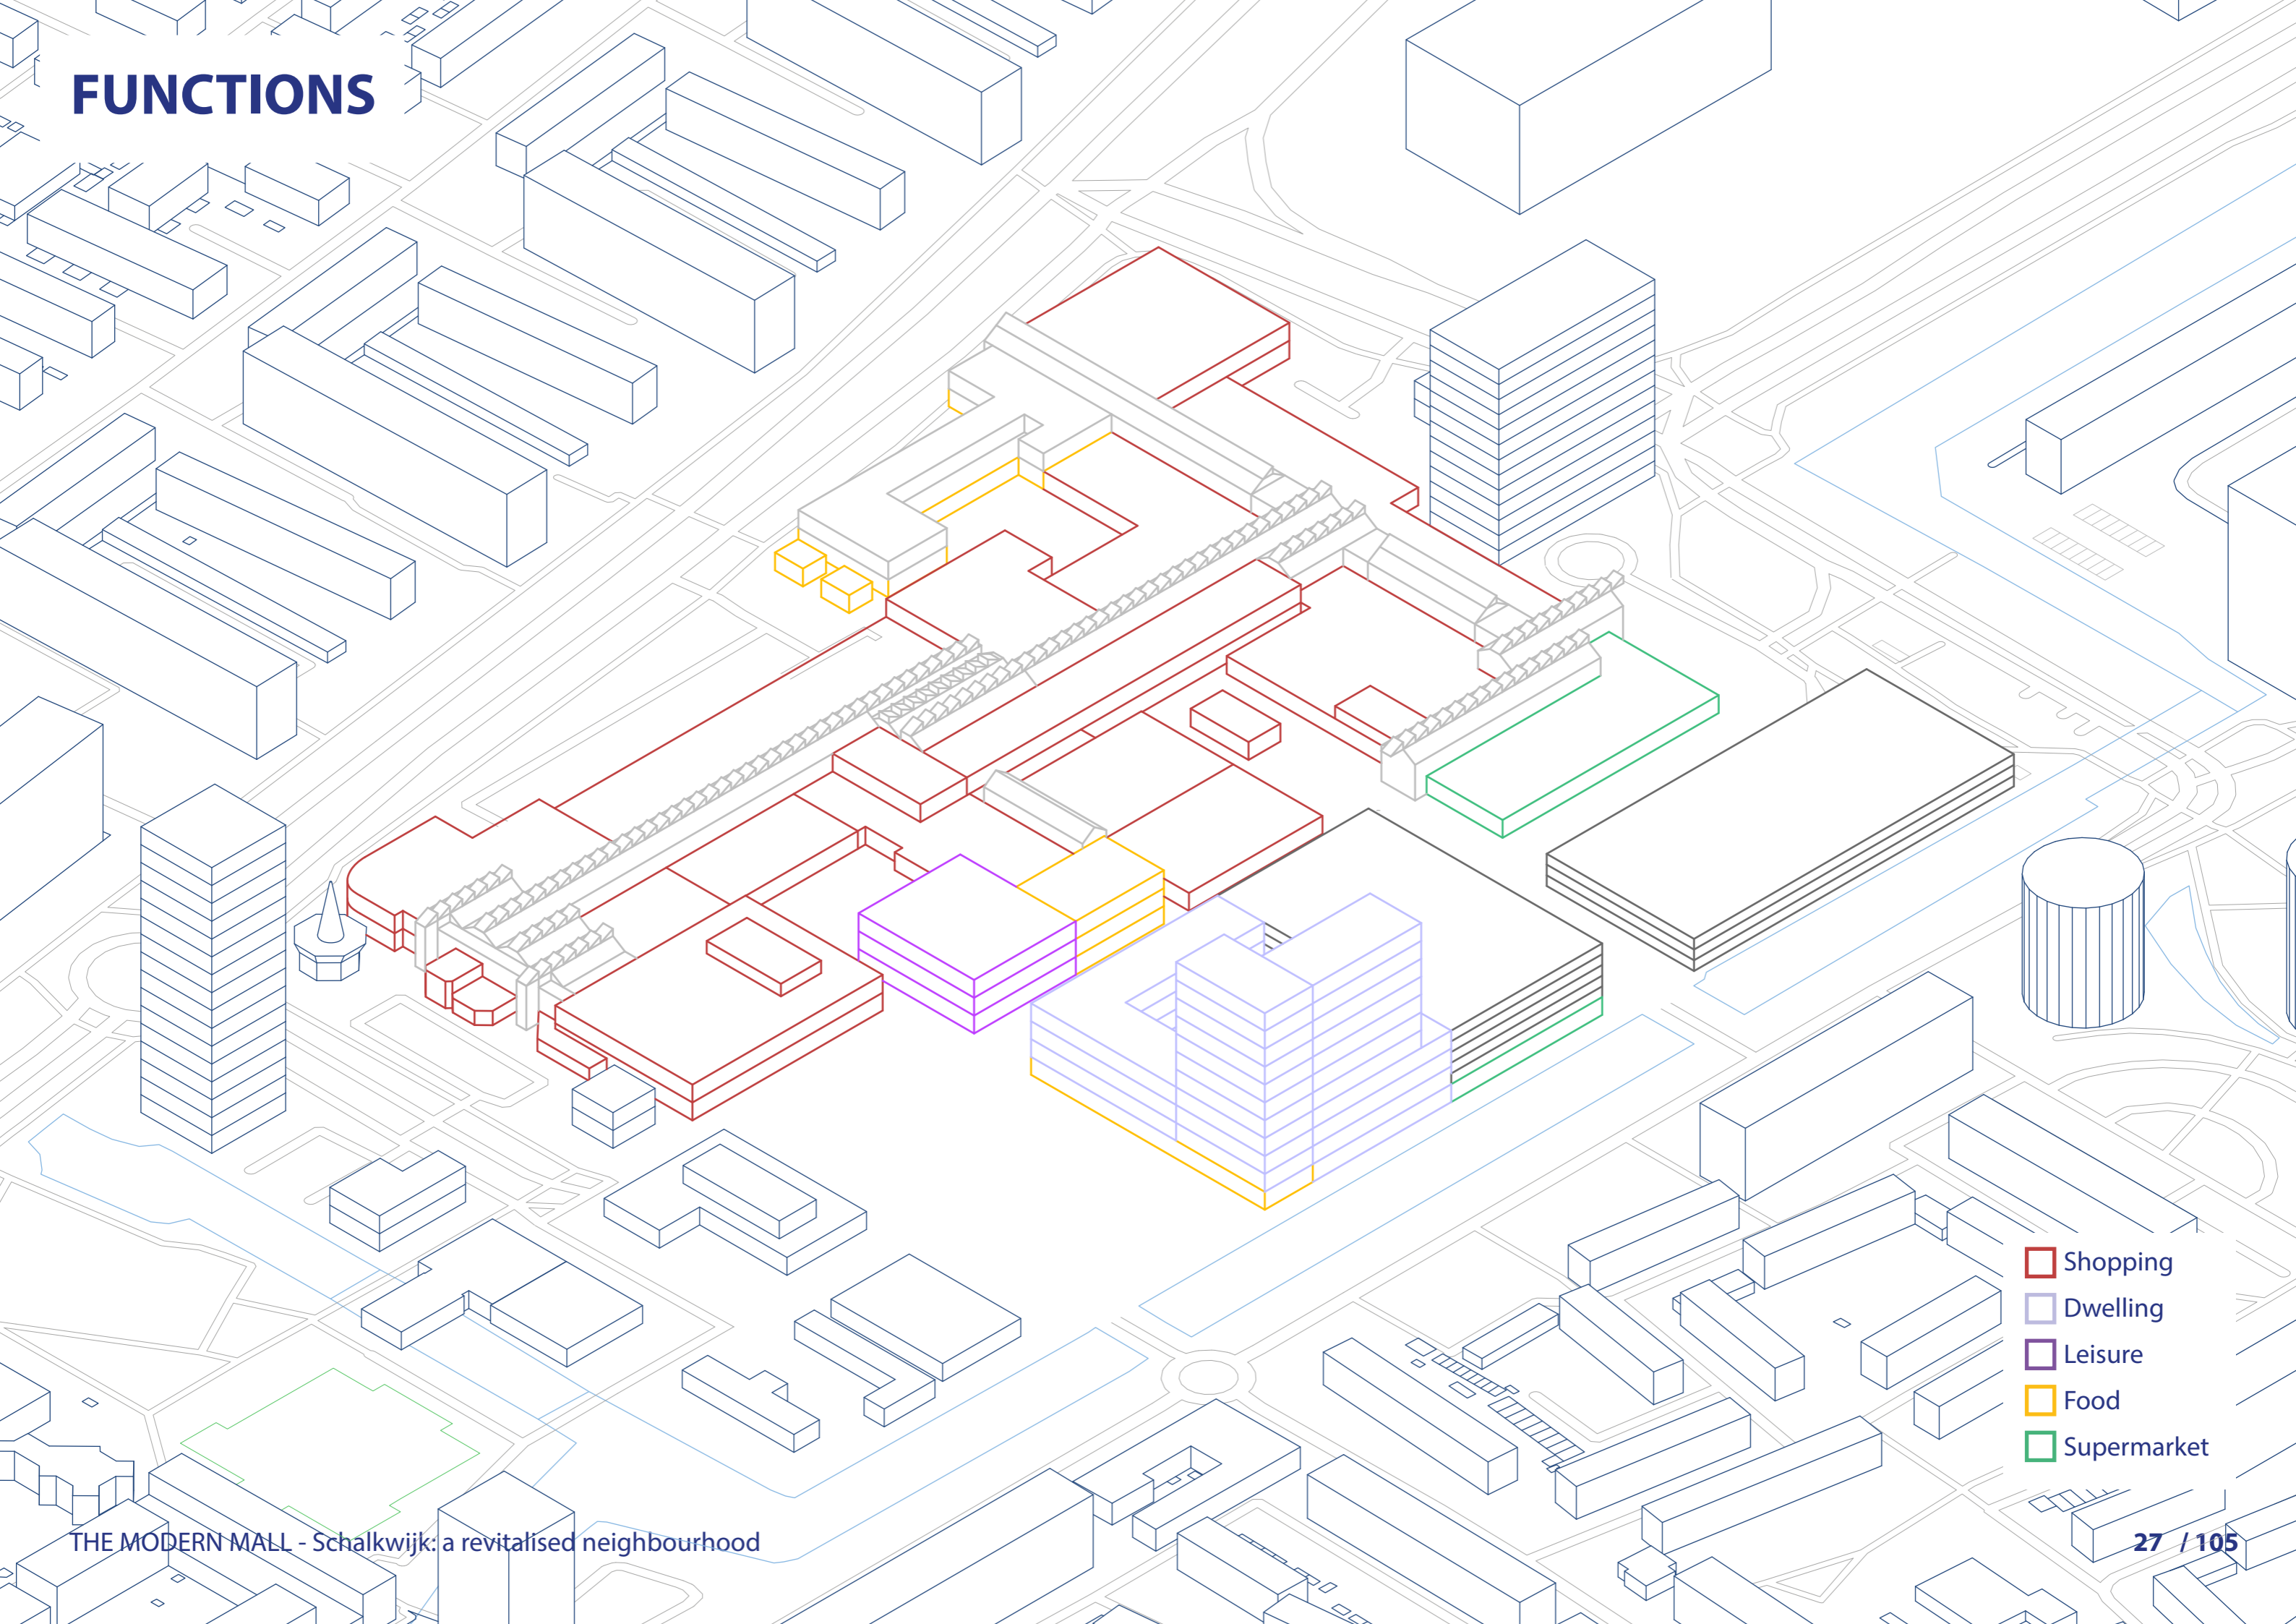 FUNCTIONS
Shopping
Dwelling
Leisure
Food
Supermarket
THE MODERN MALL - Schalkwijk: a revitalised neighbourhood
27 / 105